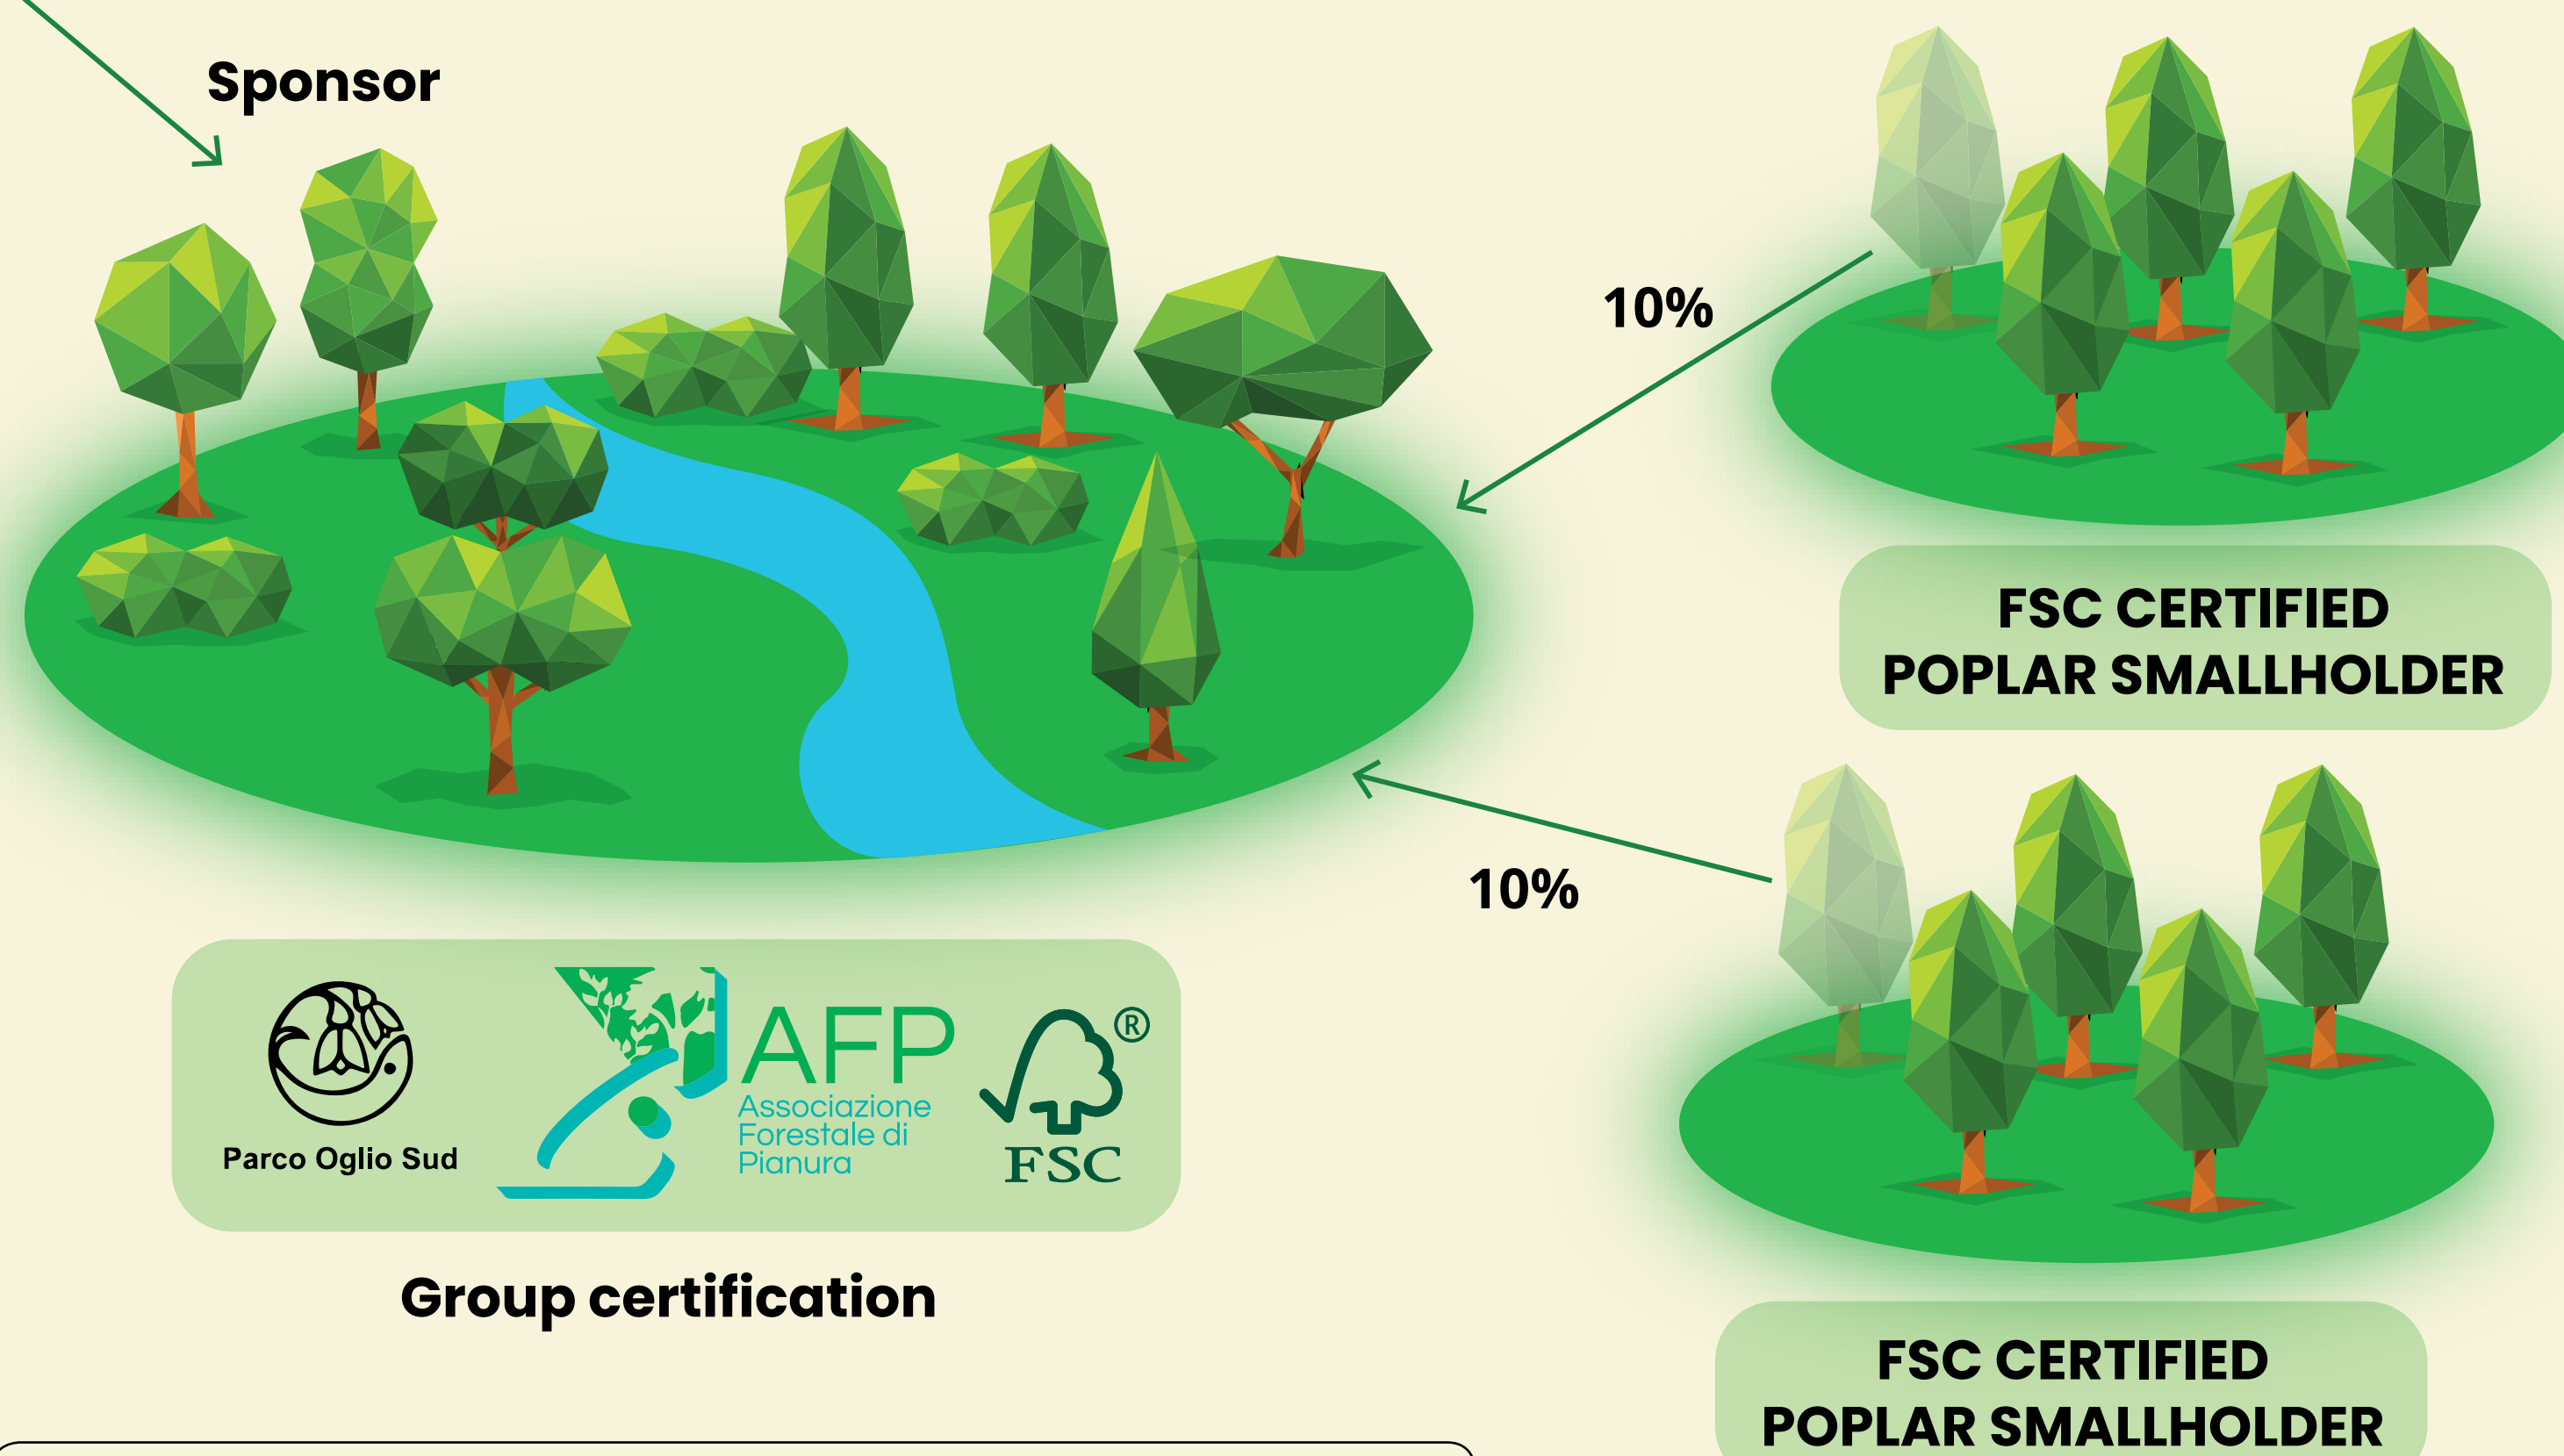 Sponsor
10%
FSC CERTIFIED
POPLAR SMALLHOLDER
10%
Parco Oglio Sud
AFP
Associazione
Forestale di
Pianura
®
FSC
Group certification
FSC CERTIFIED
POPLAR SMALLHOLDER